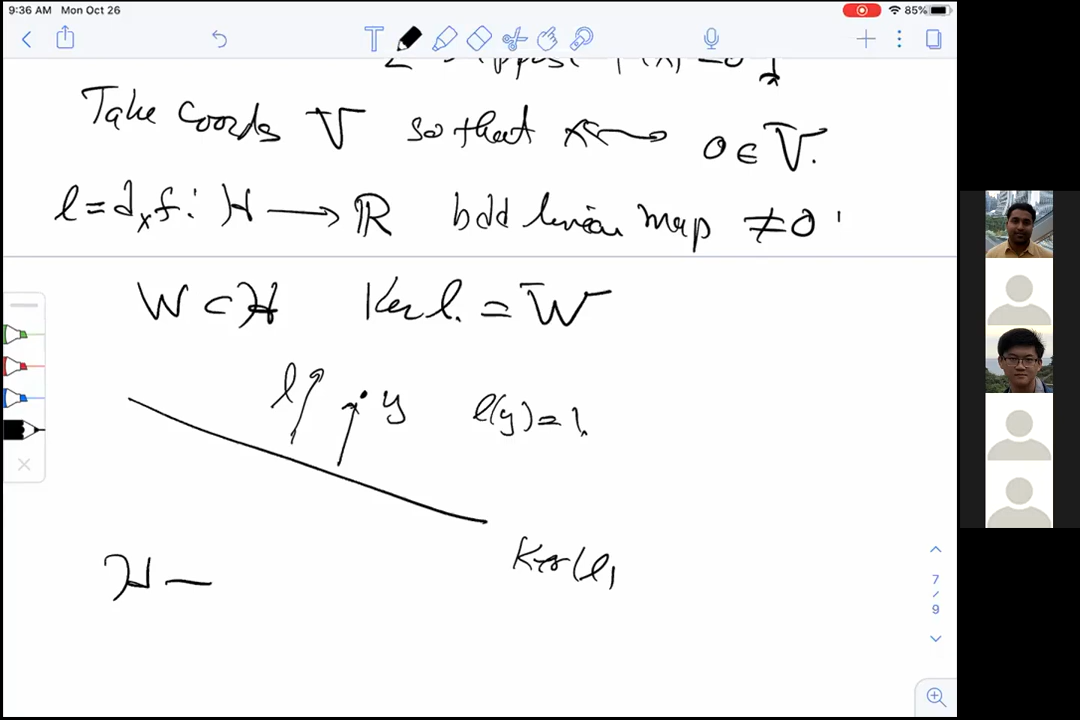 9:36 AM Mon Oct 26
85%
Take coords V so that x ↔ 0 ∈ V.
l = d_x f : H → ℝ bdd linear map ≠ 0
W ⊂ H Ker l. = W
l y l(y) = 1.
Ker(l)
H —
7
/
9